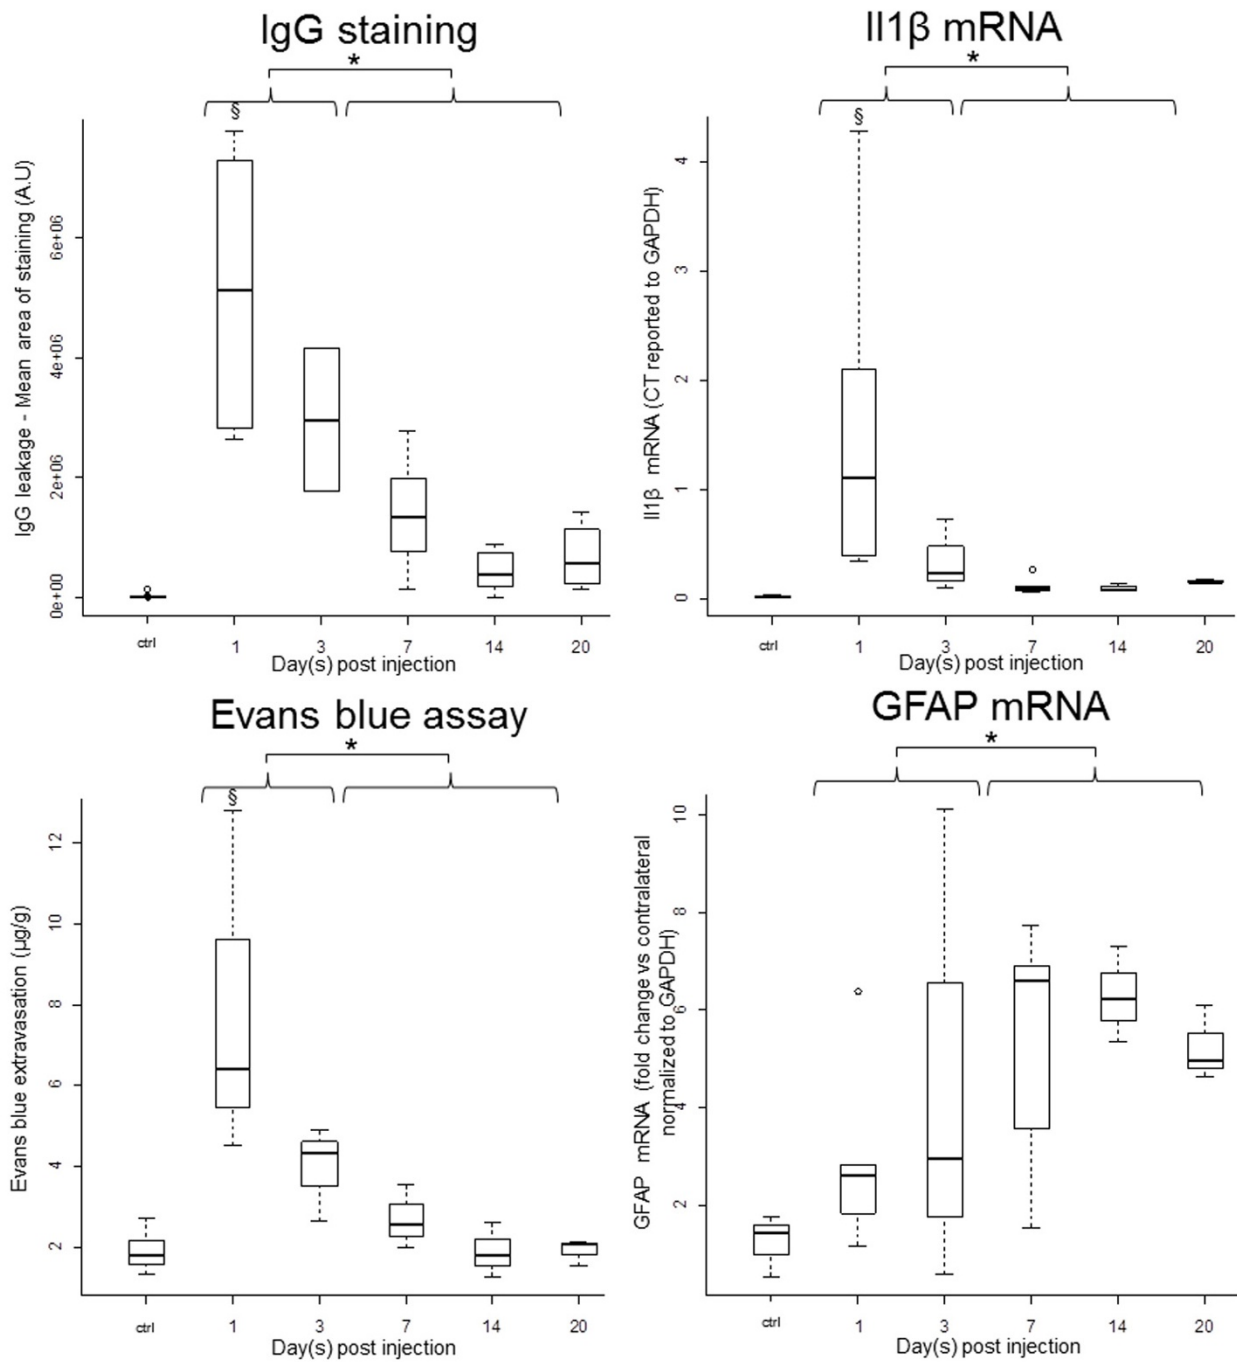 IgG staining
*
§
IgG leakage - Mean area of staining (A.U)
6e+06
4e+06
2e+06
0e+00
ctrl 1 3 7 14 20
Day(s) post injection
Il1β mRNA
*
§
Il1β mRNA (CT reported to GAPDH)
4
3
2
1
0
ctrl 1 3 7 14 20
Day(s) post injection
Evans blue assay
*
§
Evans blue extravasation (µg/g)
12
10
8
6
4
2
ctrl 1 3 7 14 20
Day(s) post injection
GFAP mRNA
*
GFAP mRNA (fold change vs contralateral
normalized to GAPDH)
10
8
6
4
2
ctrl 1 3 7 14 20
Day(s) post injection